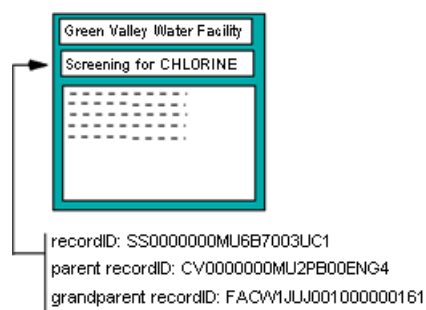 Green Valley Water Facility
Screening for CHLORINE
recordID: SS0000000MU6B7003UC1
parent recordID: CV0000000MU2PB00ENG4
grandparent recordID: FACW1JUJ001000000161